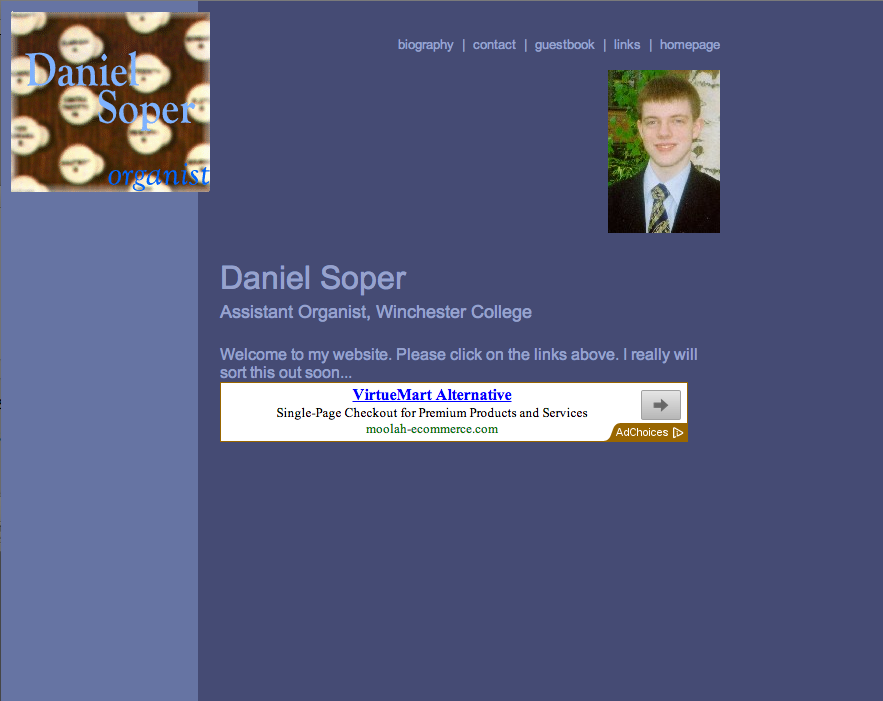 Daniel
Soper
organist
biography | contact | guestbook | links | homepage
Daniel Soper
Assistant Organist, Winchester College
Welcome to my website. Please click on the links above. I really will
sort this out soon...
VirtueMart Alternative
Single-Page Checkout for Premium Products and Services
moolah-ecommerce.com
AdChoices